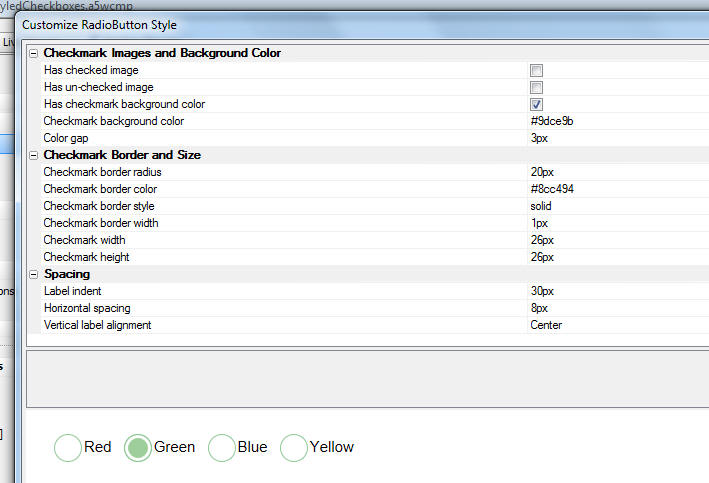 yledCheckboxes.a5wcmp
Customize RadioButton Style
Liv
Checkmark Images and Background Color
Has checked image
Has un-checked image
Has checkmark background color
Checkmark background color #9dce9b
Color gap 3px
Checkmark Border and Size
Checkmark border radius 20px
Checkmark border color #8cc494
Checkmark border style solid
Checkmark border width 1px
Checkmark width 26px
Checkmark height 26px
Spacing
Label indent 30px
ons
Horizontal spacing 8px
Vertical label alignment Center
s
]
Red Green Blue Yellow